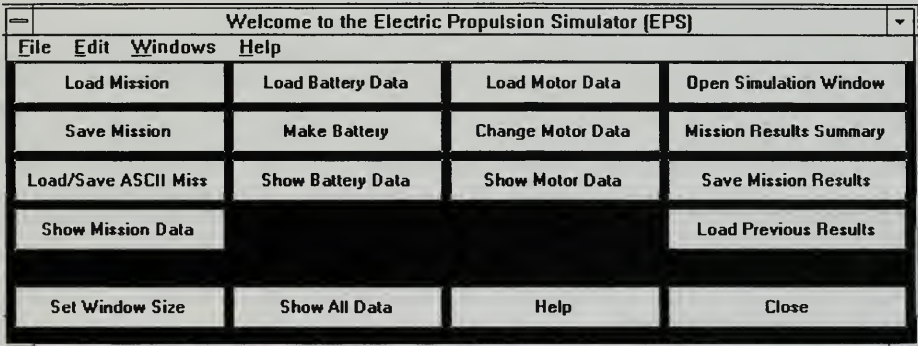 Welcome to the Electric Propulsion Simulator (EPS)
File Edit Windows Help
Load Mission Load Battery Data Load Motor Data Open Simulation Window
Save Mission Make Battery Change Motor Data Mission Results Summary
Load/Save ASCII Miss Show Battery Data Show Motor Data Save Mission Results
Show Mission Data Load Previous Results
Set Window Size Show All Data Help Close